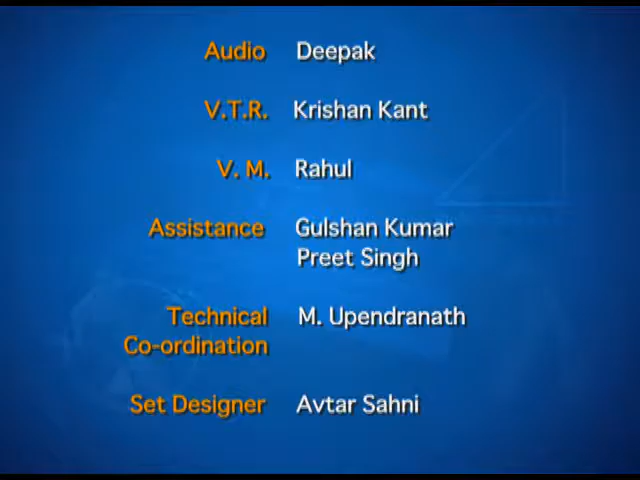 Audio Deepak
V.T.R. Krishan Kant
V. M. Rahul
Assistance Gulshan Kumar
Preet Singh
Technical M. Upendranath
Co-ordination
Set Designer Avtar Sahni